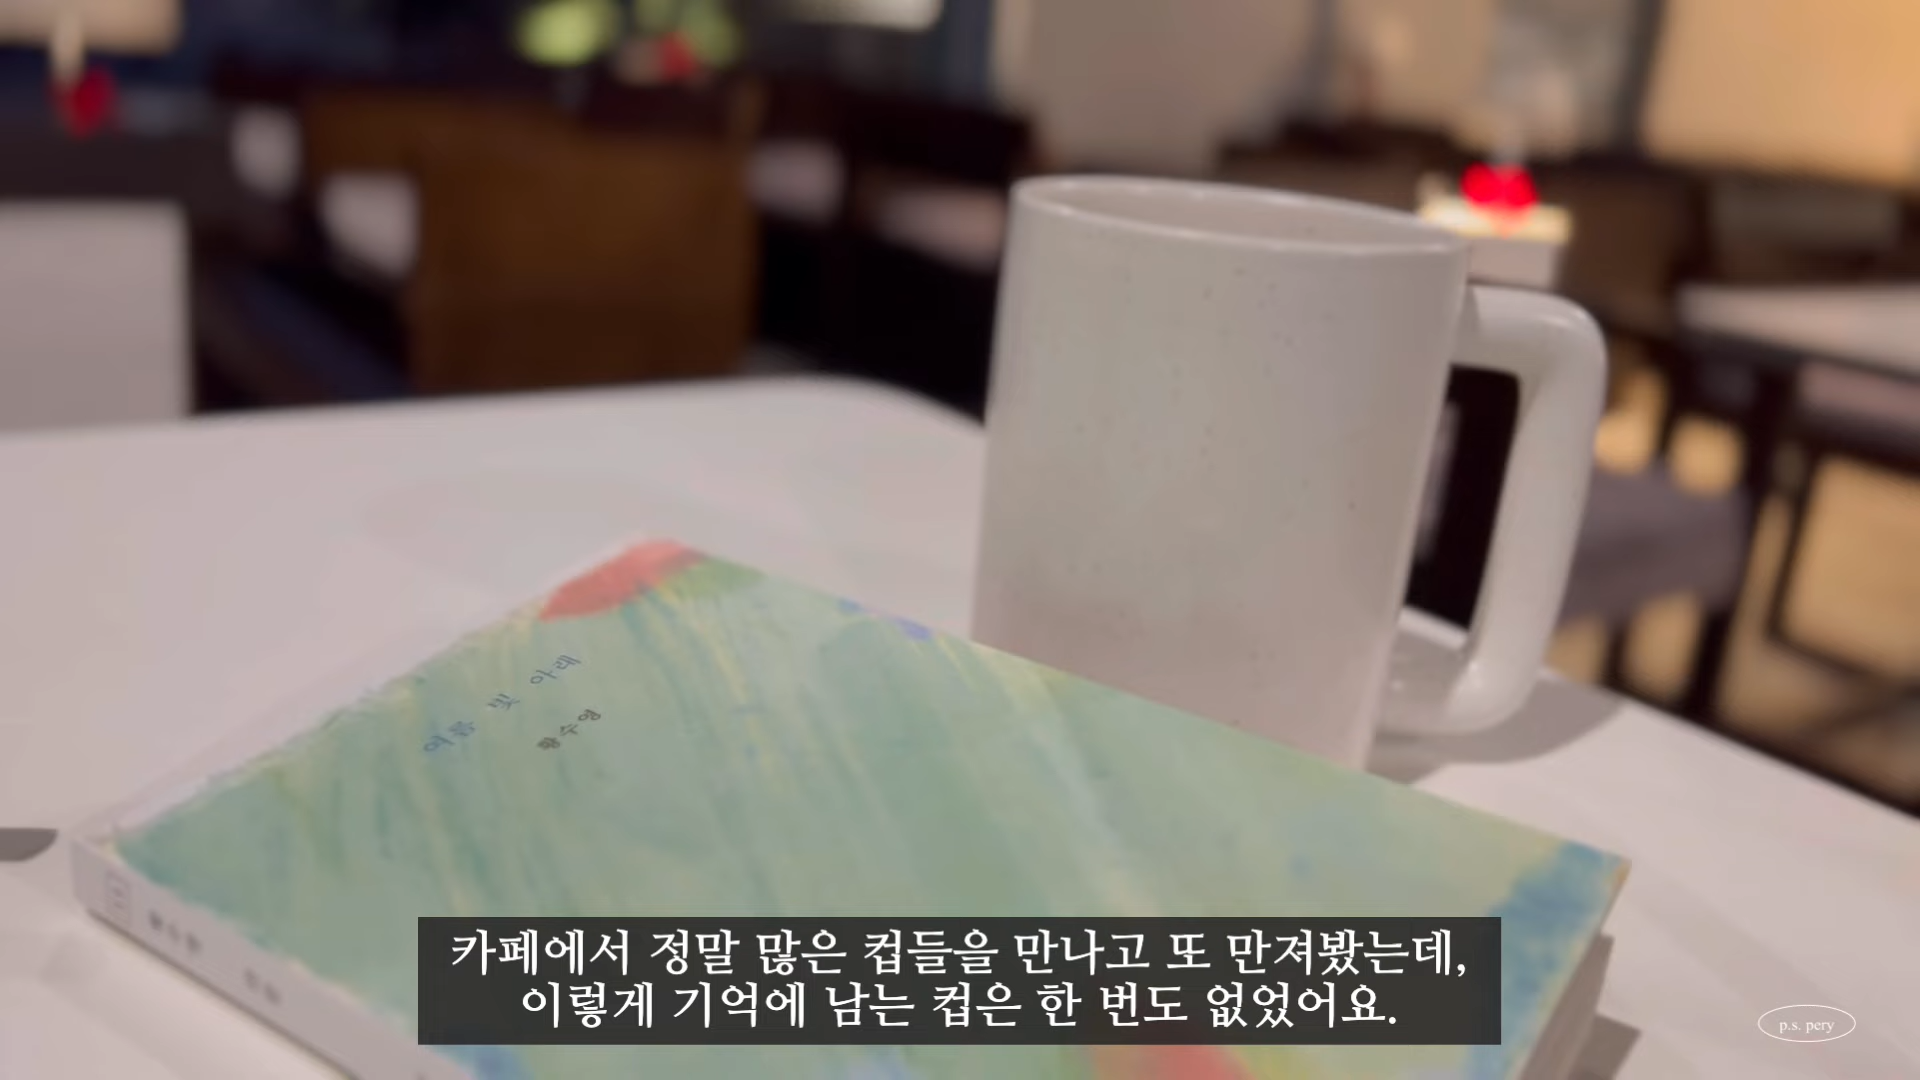 여름 빛 아래
황수영
카페에서 정말 많은 컵들을 만나고 또 만져봤는데,
이렇게 기억에 남는 컵은 한 번도 없었어요.
p.s. pery